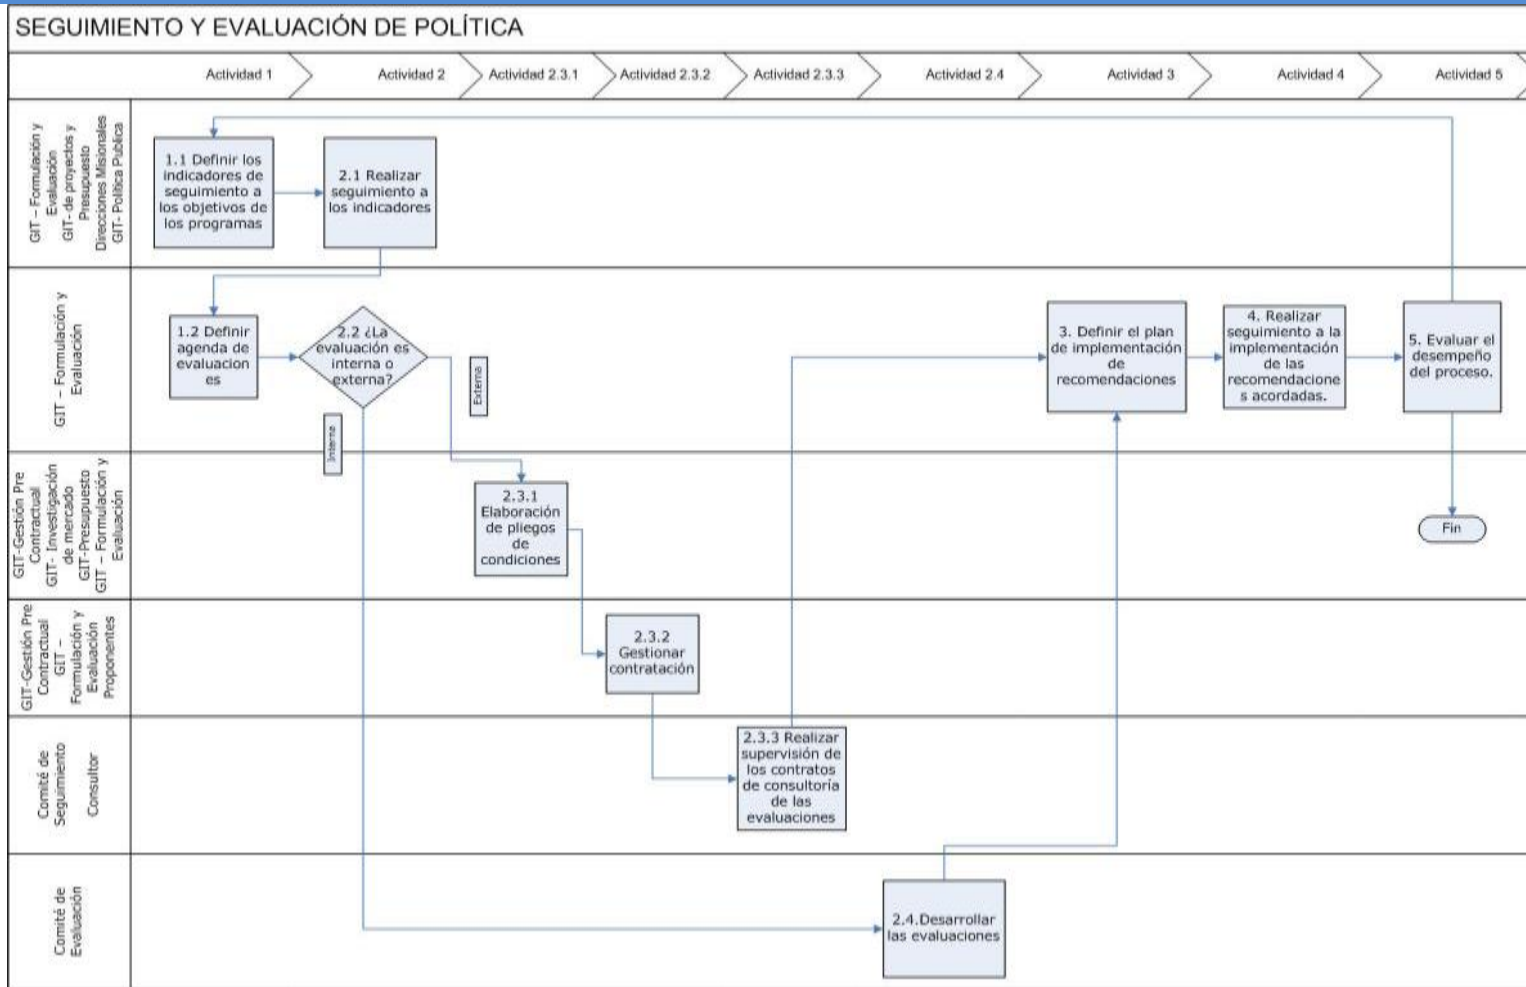 SEGUIMIENTO Y EVALUACIÓN DE POLÍTICA
Actividad 1
Actividad 2
Actividad 2.3.1
Actividad 2.3.2
Actividad 2.3.3
Actividad 2.4
Actividad 3
Actividad 4
Actividad 5
GIT – Formulación y
Evaluación
GIT- de proyectos y
Presupuesto
Direcciones Misionales
GIT- Política Publica
1.1 Definir los
indicadores de
seguimiento a
los objetivos de
los programas
2.1 Realizar
seguimiento a
los indicadores
GIT – Formulación y
Evaluación
1.2 Definir
agenda de
evaluacion
es
2.2 ¿La
evaluación es
interna o
externa?
Externa
Interna
3. Definir el plan
de implementación
de
recomendaciones
4. Realizar
seguimiento a la
implementación
de las
recomendacione
s acordadas.
5. Evaluar el
desempeño
del proceso.
GIT-Gestión Pre
Contractual
GIT- Investigación
de mercado
GIT-Presupuesto
GIT – Formulación y
Evaluación
2.3.1
Elaboración
de pliegos
de
condiciones
Fin
GIT-Gestión Pre
Contractual
GIT –
Formulación y
Evaluación
Proponentes
2.3.2
Gestionar
contratación
Comité de
Seguimiento
Consultor
2.3.3 Realizar
supervisión de
los contratos
de consultoría
de las
evaluaciones
Comité de
Evaluación
2.4.Desarrollar
las evaluaciones